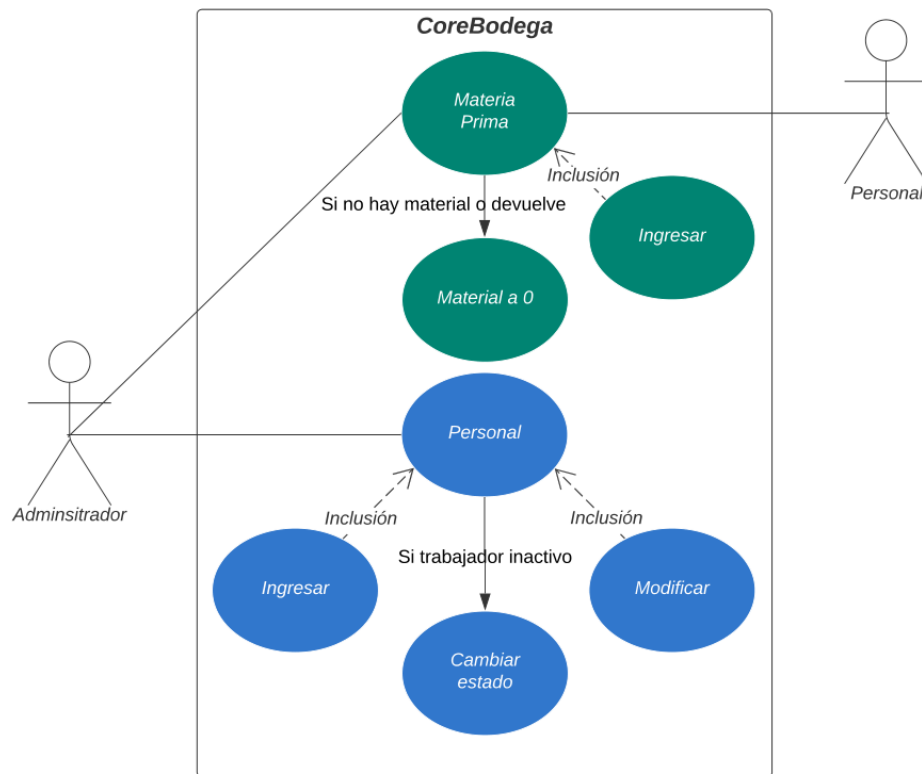 CoreBodega
Materia
Prima
Inclusión
Personal
Si no hay material o devuelve
Ingresar
Material a 0
Personal
Adminsitrador
Inclusión
Inclusión
Si trabajador inactivo
Ingresar
Modificar
Cambiar
estado